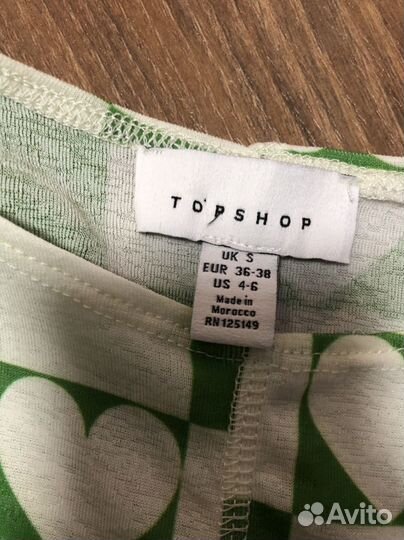 TOPSHOP
UK S
EUR 36-38
US 4-6
Made in
Morocco
RN125149
Avito